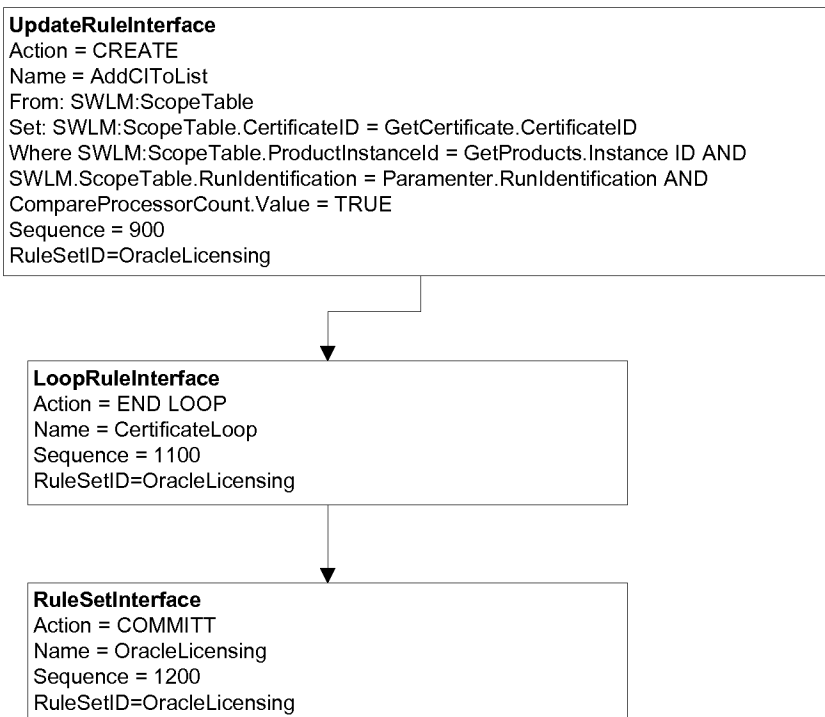 UpdateRuleInterface
Action = CREATE
Name = AddCIToList
From: SWLM:ScopeTable
Set: SWLM:ScopeTable.CertificateID = GetCertificate.CertificateID
Where SWLM:ScopeTable.ProductInstanceId = GetProducts.Instance ID AND
SWLM.ScopeTable.RunIdentification = Paramenter.RunIdentification AND
CompareProcessorCount.Value = TRUE
Sequence = 900
RuleSetID=OracleLicensing
LoopRuleInterface
Action = END LOOP
Name = CertificateLoop
Sequence = 1100
RuleSetID=OracleLicensing
RuleSetInterface
Action = COMMITT
Name = OracleLicensing
Sequence = 1200
RuleSetID=OracleLicensing